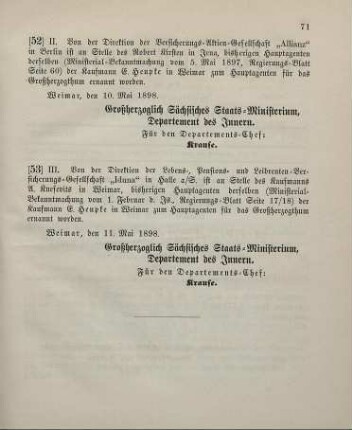 71
[52] II. Von der Direktion der Versicherungs-Aktien-Gesellschaft „Allianz“
in Berlin ist an Stelle des Robert Kirsten in Jena, bisherigen Hauptagenten
derselben (Ministerial-Bekanntmachung vom 5. Mai 1897, Regierungs-Blatt
Seite 60) der Kaufmann E. Henpke in Weimar zum Hauptagenten für das
Großherzogthum ernannt worden.
Weimar, den 10. Mai 1898.
Großherzoglich Sächsisches Staats-Ministerium,
Departement des Innern.
Für den Departements-Chef:
Krause.
[53] III. Von der Direktion der Lebens-, Pensions- und Leibrenten-Ver-
sicherungs-Gesellschaft „Iduna“ in Halle a/S. ist an Stelle des Kaufmanns
A. Knefevits in Weimar, bisherigen Hauptagenten derselben (Ministerial-
Bekanntmachung vom 1. Februar d. Js. Regierungs-Blatt Seite 17/18) der
Kaufmann E. Henpke in Weimar zum Hauptagenten für das Großherzogthum
ernannt worden.
Weimar, den 11. Mai 1898.
Großherzoglich Sächsisches Staats-Ministerium,
Departement des Innern.
Für den Departements-Chef:
Krause.